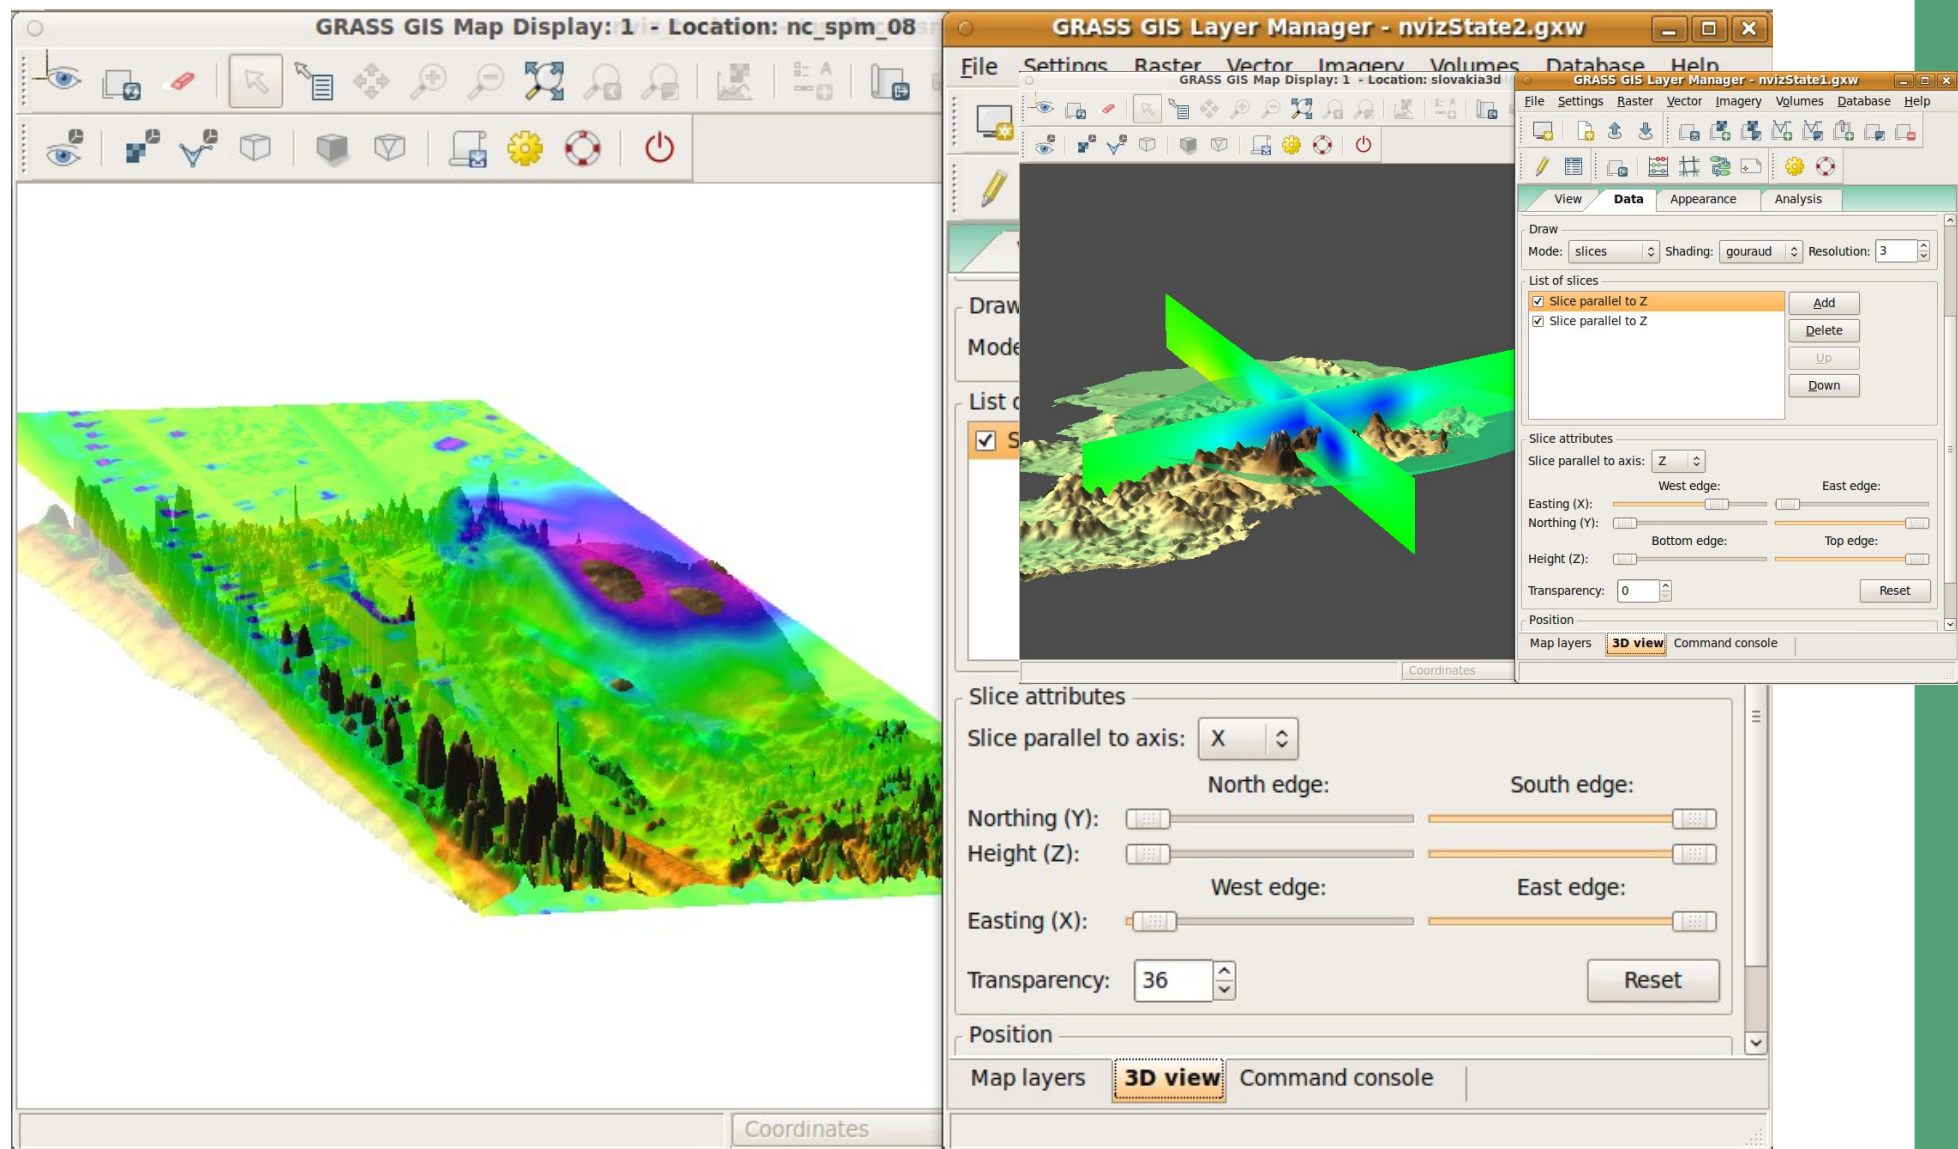 GRASS GIS Map Display: 1 - Location: nc_spm_08
GRASS GIS Layer Manager - nvizState2.gxw
File Settings Raster Vector Imagery Volumes Database Help
Draw
Mode
List
Slice attributes
Slice parallel to axis: X
North edge: South edge:
Northing (Y):
Height (Z):
West edge: East edge:
Easting (X):
Transparency: 36 Reset
Position
Map layers 3D view Command console
Coordinates
GRASS GIS Map Display: 1 - Location: slovakia3d
Coordinates
GRASS GIS Layer Manager - nvizState1.gxw
File Settings Raster Vector Imagery Volumes Database Help
View Data Appearance Analysis
Draw
Mode: slices Shading: gouraud Resolution: 3
List of slices
Slice parallel to Z Add
Slice parallel to Z Delete
Up
Down
Slice attributes
Slice parallel to axis: Z
West edge: East edge:
Easting (X):
Northing (Y):
Bottom edge: Top edge:
Height (Z):
Transparency: 0 Reset
Position
Map layers 3D view Command console